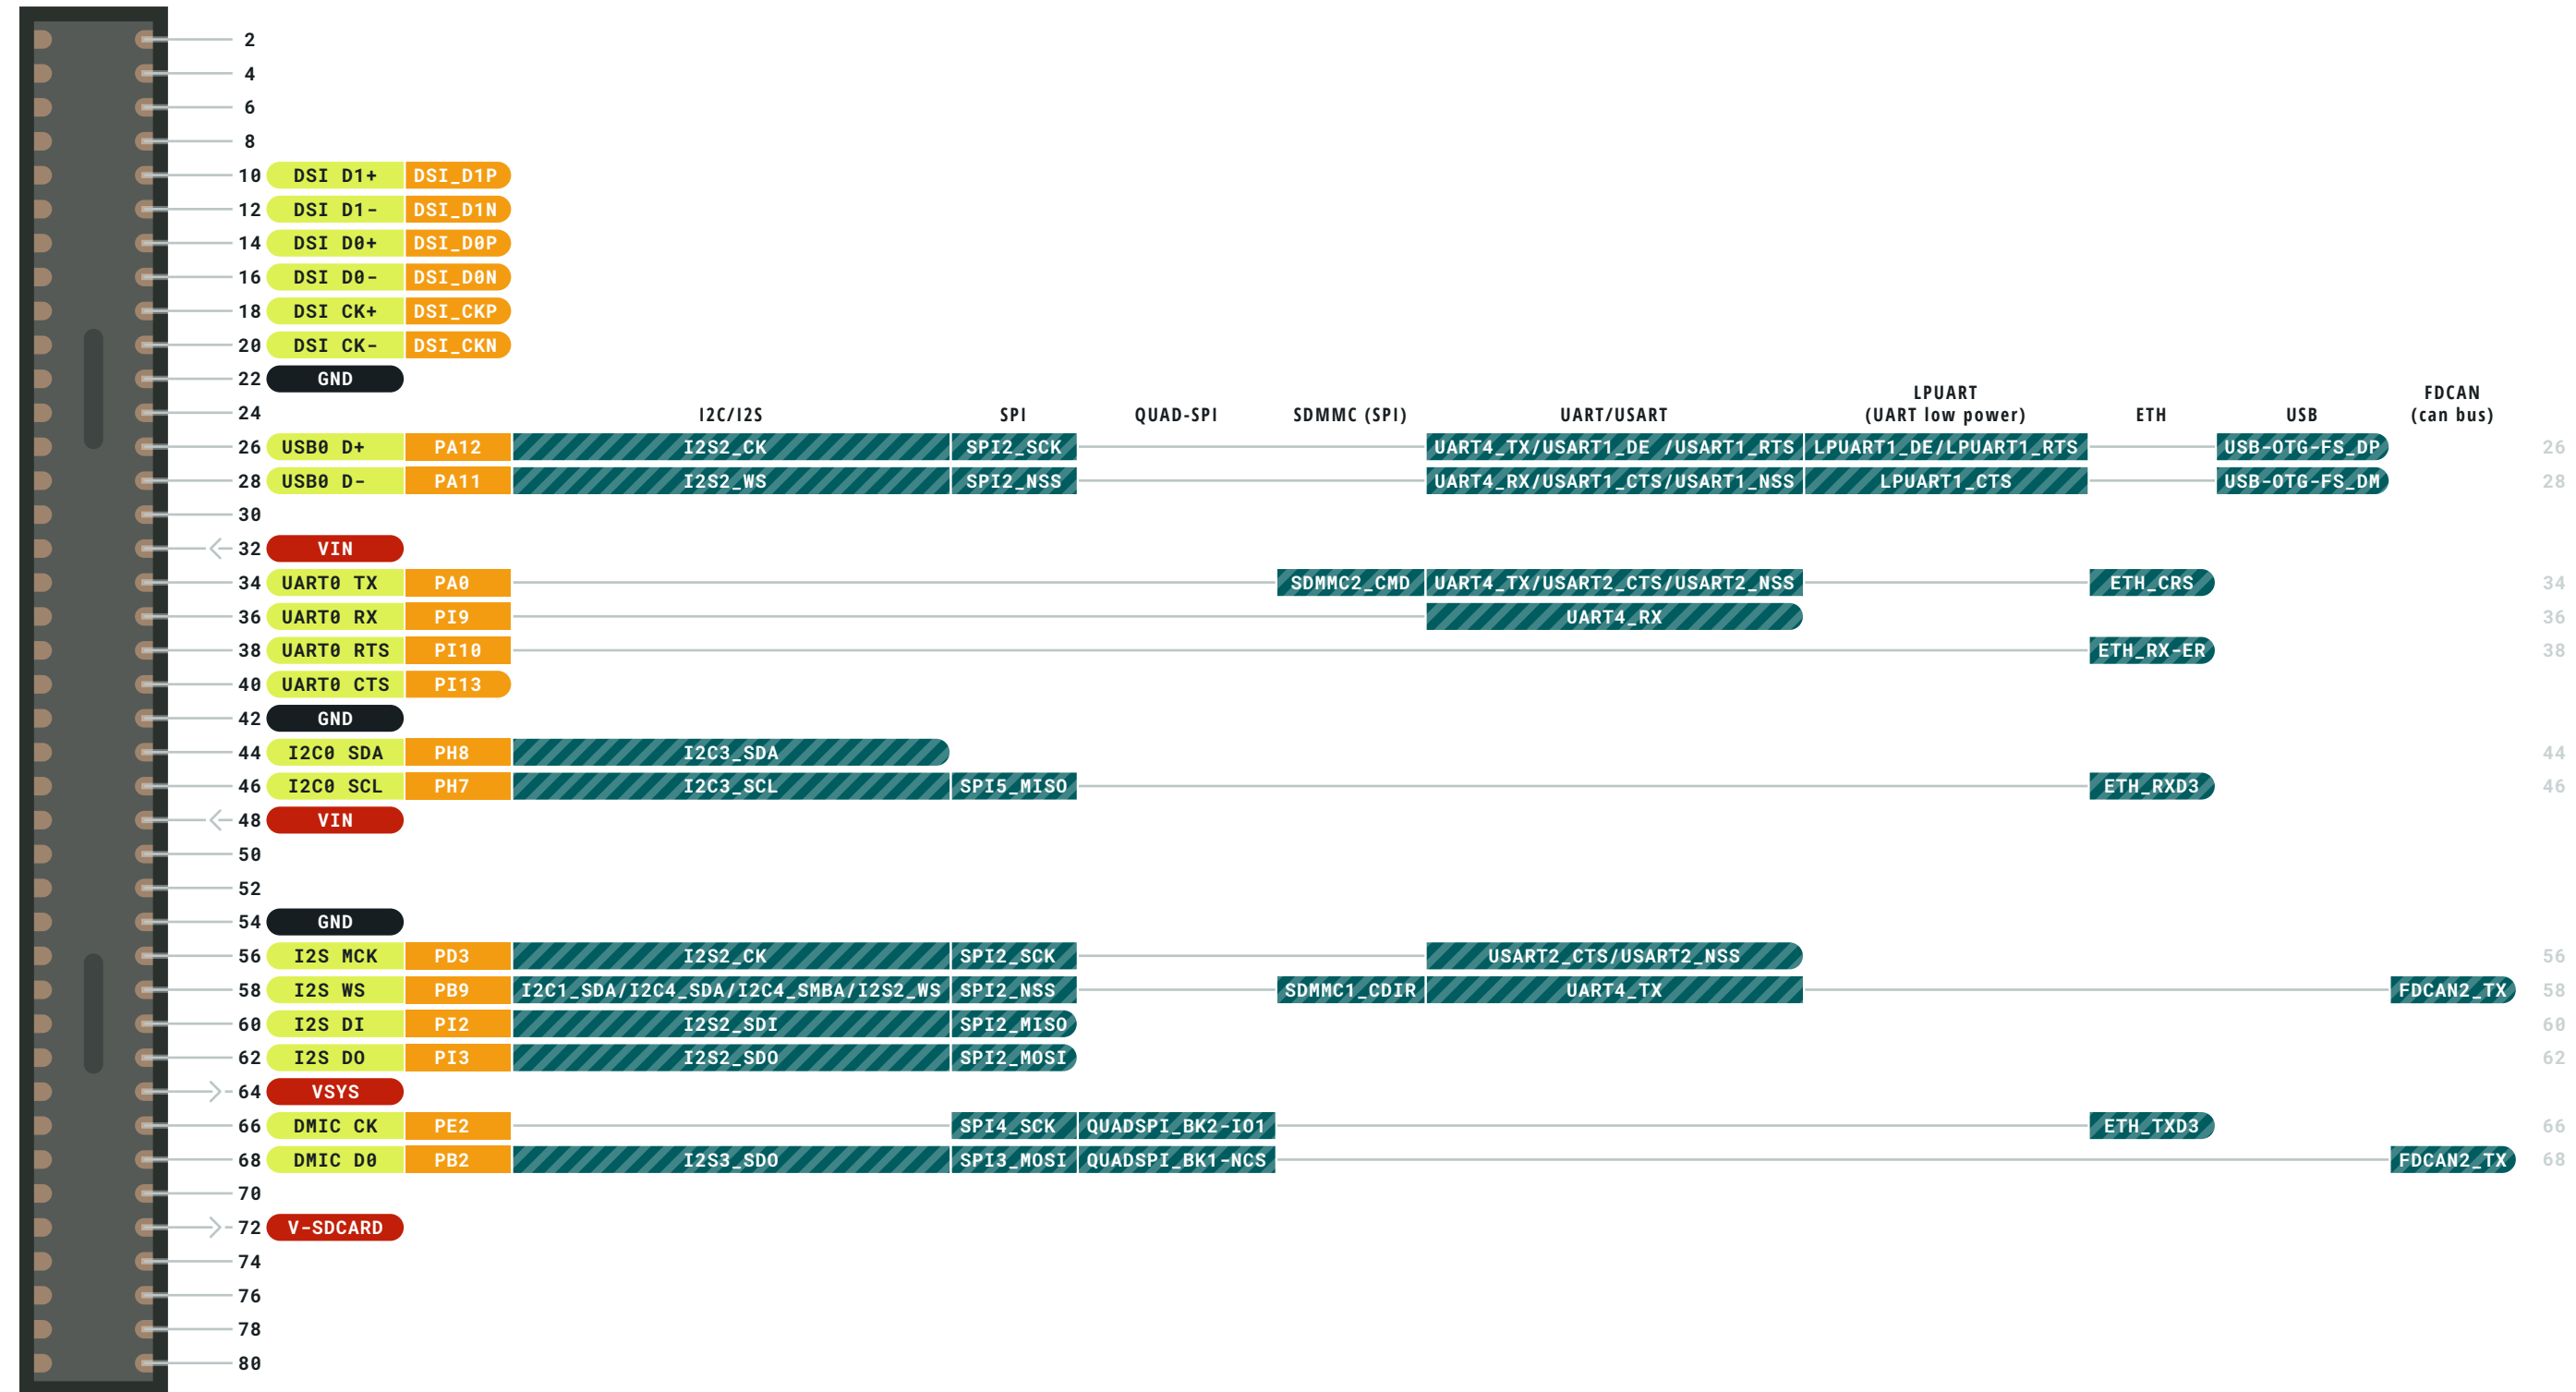 2
4
6
8
10 DSI D1+ DSI_D1P
12 DSI D1- DSI_D1N
14 DSI D0+ DSI_D0P
16 DSI D0- DSI_D0N
18 DSI CK+ DSI_CKP
20 DSI CK- DSI_CKN
22 GND
LPUART FDCAN
24 I2C/I2S SPI QUAD-SPI SDMMC (SPI) UART/USART (UART low power) ETH USB (can bus)
26 USB0 D+ PA12 I2S2_CK SPI2_SCK UART4_TX/USART1_DE /USART1_RTS LPUART1_DE/LPUART1_RTS USB-OTG-FS_DP 26
28 USB0 D- PA11 I2S2_WS SPI2_NSS UART4_RX/USART1_CTS/USART1_NSS LPUART1_CTS USB-OTG-FS_DM 28
30
32 VIN
34 UART0 TX PA0 SDMMC2_CMD UART4_TX/USART2_CTS/USART2_NSS ETH_CRS 34
36 UART0 RX PI9 UART4_RX 36
38 UART0 RTS PI10 ETH_RX-ER 38
40 UART0 CTS PI13
42 GND
44 I2C0 SDA PH8 I2C3_SDA 44
46 I2C0 SCL PH7 I2C3_SCL SPI5_MISO ETH_RXD3 46
48 VIN
50
52
54 GND
56 I2S MCK PD3 I2S2_CK SPI2_SCK USART2_CTS/USART2_NSS 56
58 I2S WS PB9 I2C1_SDA/I2C4_SDA/I2C4_SMBA/I2S2_WS SPI2_NSS SDMMC1_CDIR UART4_TX FDCAN2_TX 58
60 I2S DI PI2 I2S2_SDI SPI2_MISO 60
62 I2S DO PI3 I2S2_SDO SPI2_MOSI 62
64 VSYS
66 DMIC CK PE2 SPI4_SCK QUADSPI_BK2-IO1 ETH_TXD3 66
68 DMIC D0 PB2 I2S3_SDO SPI3_MOSI QUADSPI_BK1-NCS FDCAN2_TX 68
70
72 V-SDCARD
74
76
78
80